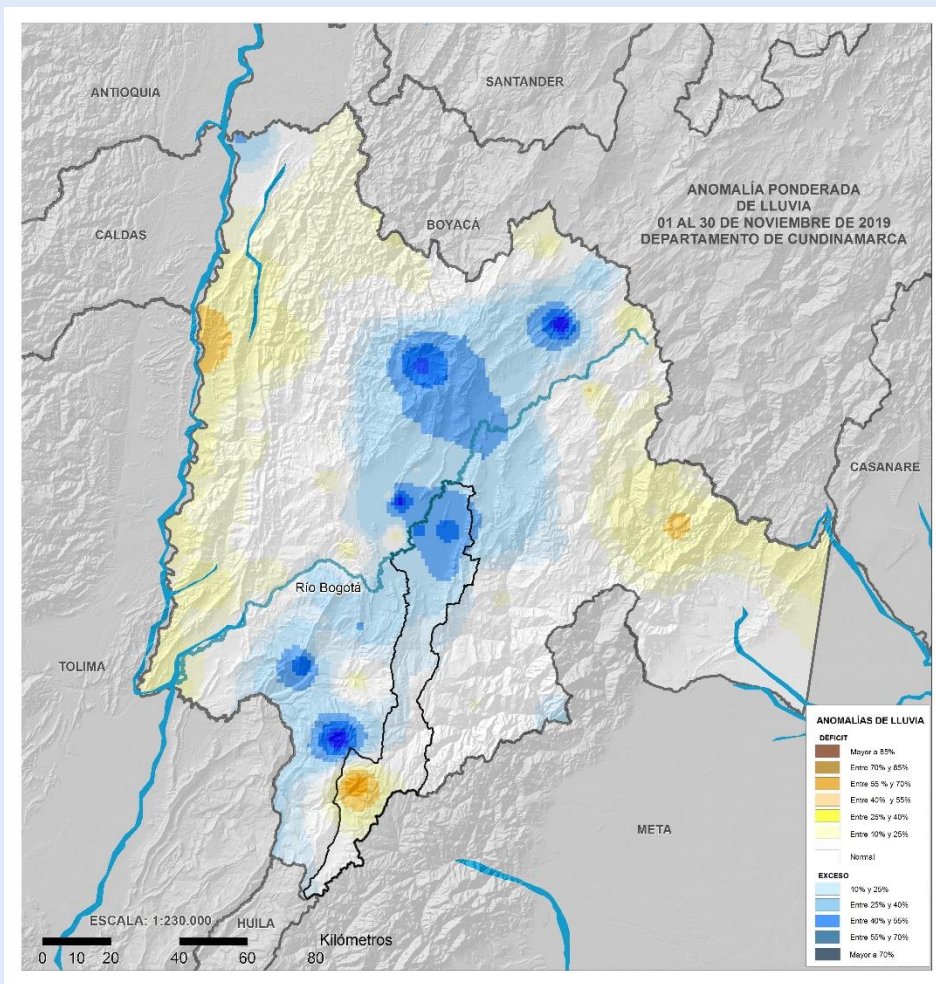 ANTIOQUIA
SANTANDER
ANOMALÍA PONDERADA
DE LLUVIA
01 AL 30 DE NOVIEMBRE DE 2019
DEPARTAMENTO DE CUNDINAMARCA
BOYACÁ
CALDAS
CASANARE
Río Bogotá
TOLIMA
META
HUILA
ESCALA: 1:230.000
Kilómetros
0 10 20 40 60 80
ANOMALÍAS DE LLUVIA
DÉFICIT
Mayor a 85%
Entre 70% y 85%
Entre 55 % y 70%
Entre 40% y 55%
Entre 25% y 40%
Entre 10% y 25%
Normal
EXCESO
10% y 25%
Entre 25% y 40%
Entre 40% y 55%
Entre 55% y 70%
Mayor a 70%